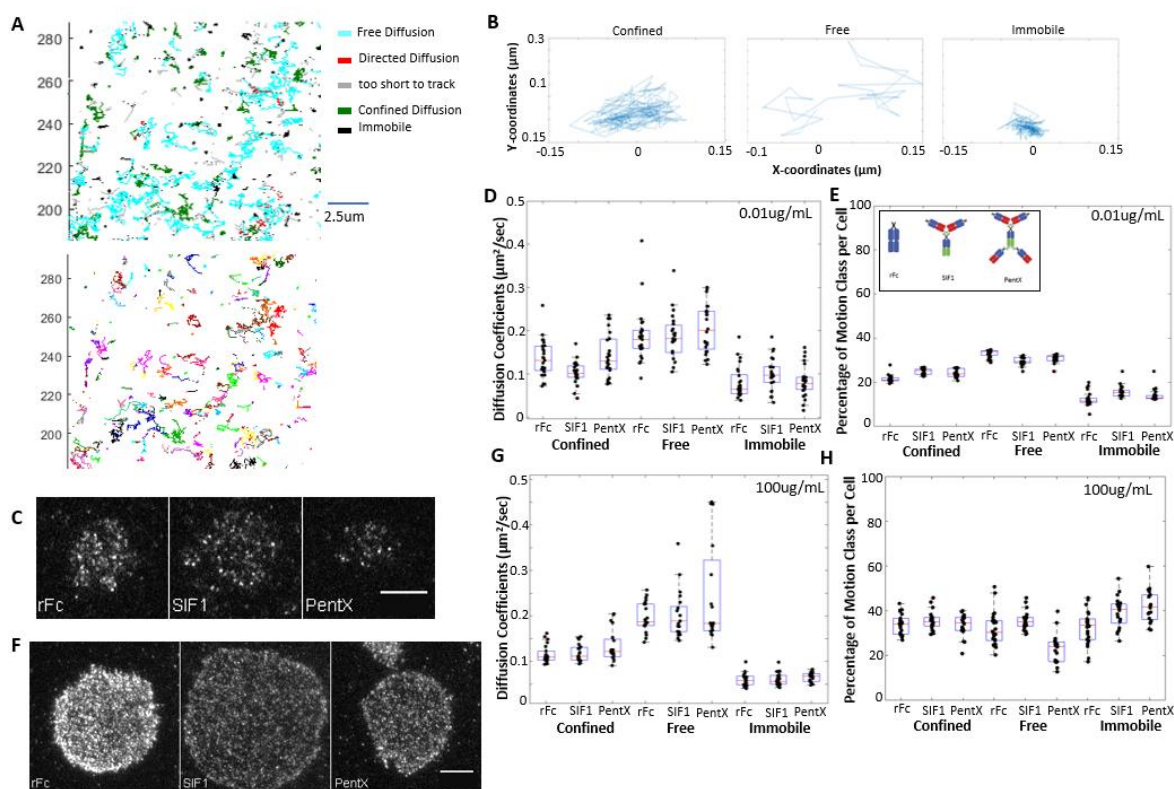 A
280
260
240
220
200
Free Diffusion
Directed Diffusion
too short to track
Confined Diffusion
Immobile
2.5um
280
260
240
220
200
B
Confined
Free
Immobile
Y-coordinates (µm)
0.3
0.1
0.15
-0.15
0
0.15
-0.1
0
0.15
-0.15
0
0.15
X-coordinates (µm)
C
rFc
SIF1
PentX
D
0.01ug/mL
Diffusion Coefficients (µm²/sec)
0.5
0.4
0.3
0.2
0.1
0
rFc SIF1 PentX rFc SIF1 PentX rFc SIF1 PentX
Confined Free Immobile
E
0.01ug/mL
Percentage of Motion Class per Cell
100
80
60
40
20
0
rFc
SIF1
PentX
rFc SIF1 PentX rFc SIF1 PentX rFc SIF1 PentX
Confined Free Immobile
F
rFc
SIF1
PentX
G
100ug/mL
Diffusion Coefficients (µm²/sec)
0.5
0.4
0.3
0.2
0.1
0
rFc SIF1 PentX rFc SIF1 PentX rFc SIF1 PentX
Confined Free Immobile
H
100ug/mL
Percentage of Motion Class per Cell
100
80
60
40
20
0
rFc SIF1 PentX rFc SIF1 PentX rFc SIF1 PentX
Confined Free Immobile